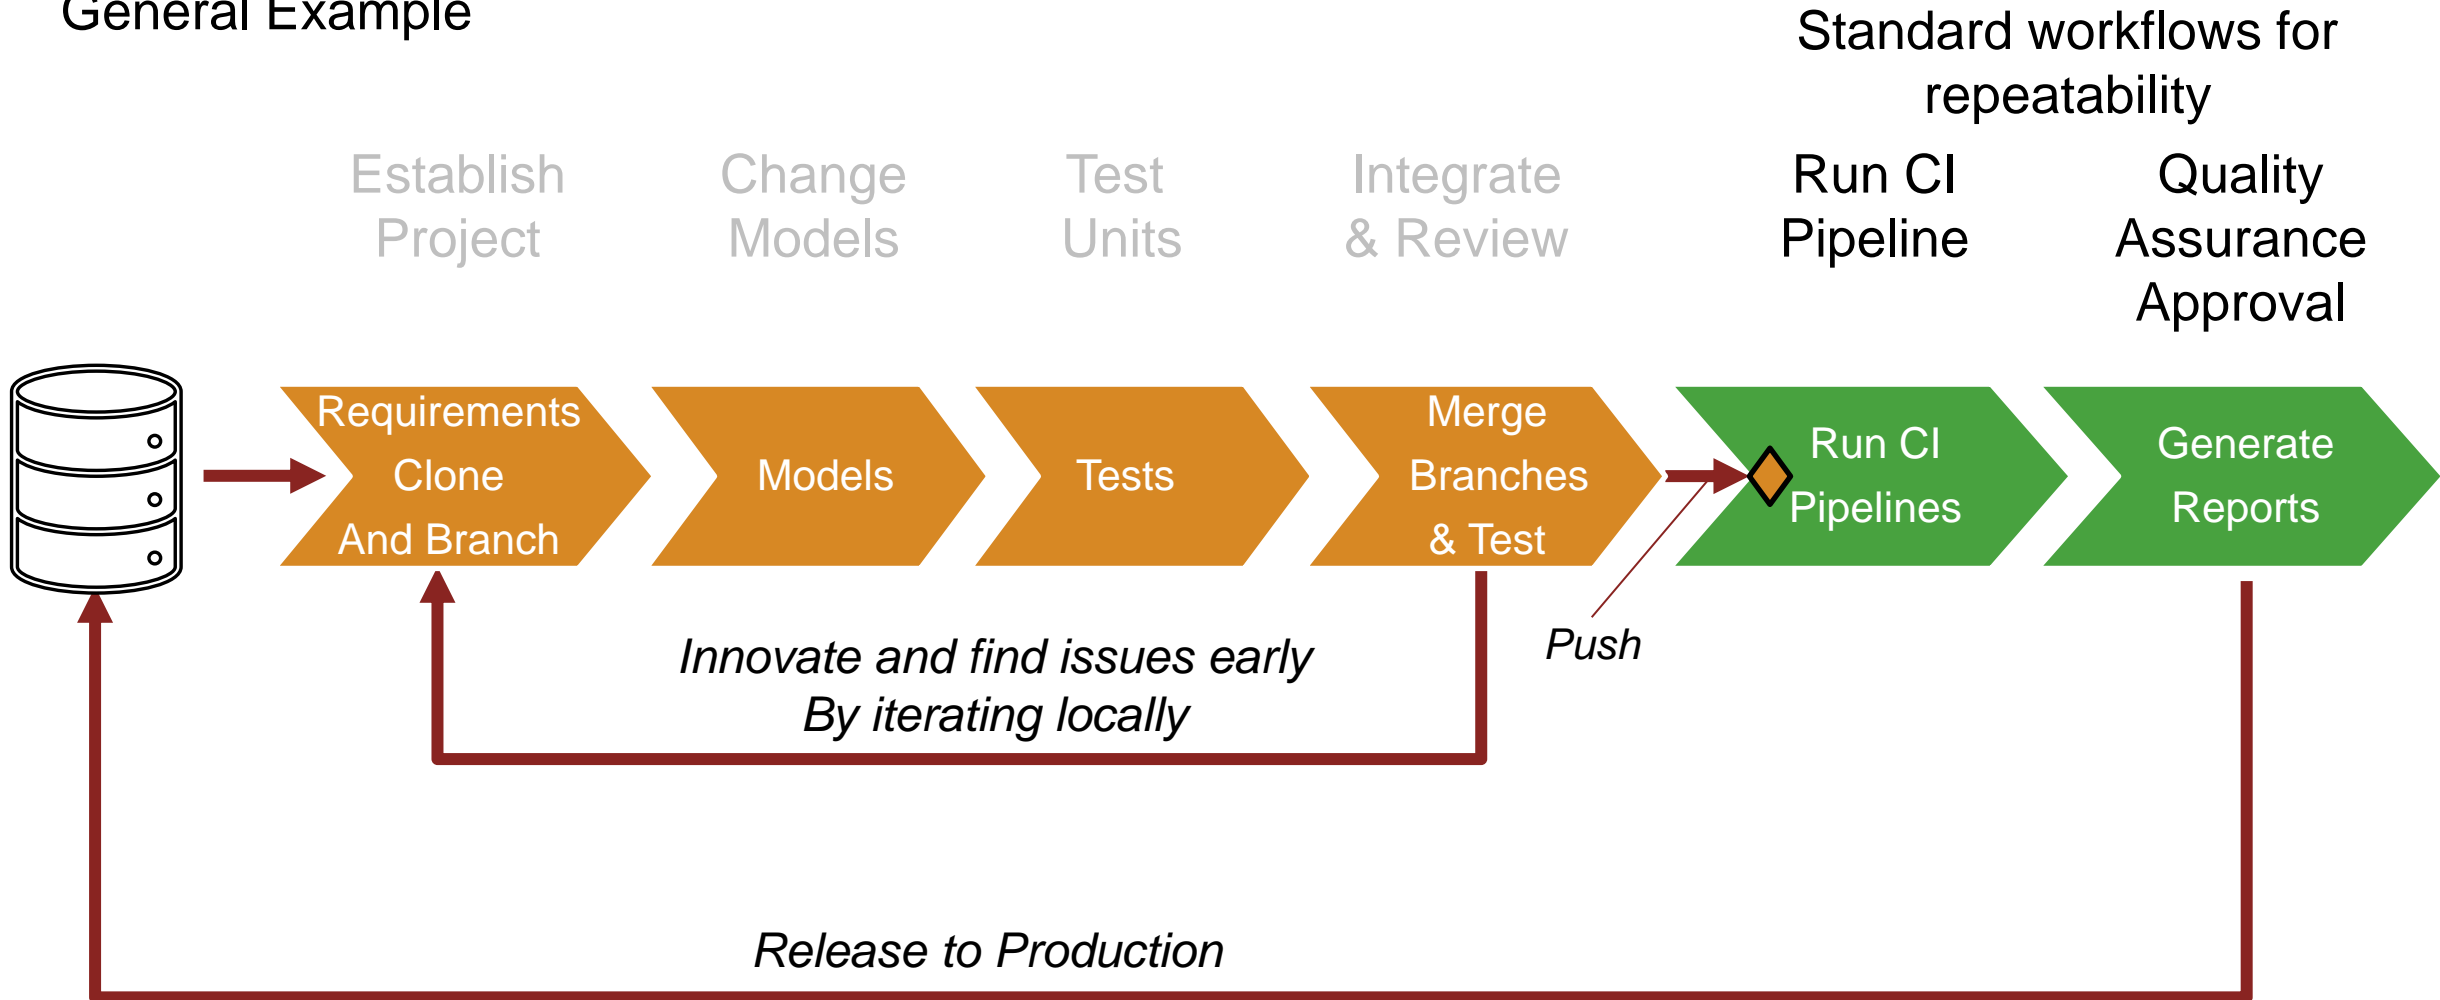 General Example
Standard workflows for
repeatability
Establish
Project
Change
Models
Test
Units
Integrate
& Review
Run CI
Pipeline
Quality
Assurance
Approval
Requirements
Clone
And Branch
Models
Tests
Merge
Branches
& Test
Run CI
Pipelines
Generate
Reports
Innovate and find issues early
By iterating locally
Push
Release to Production